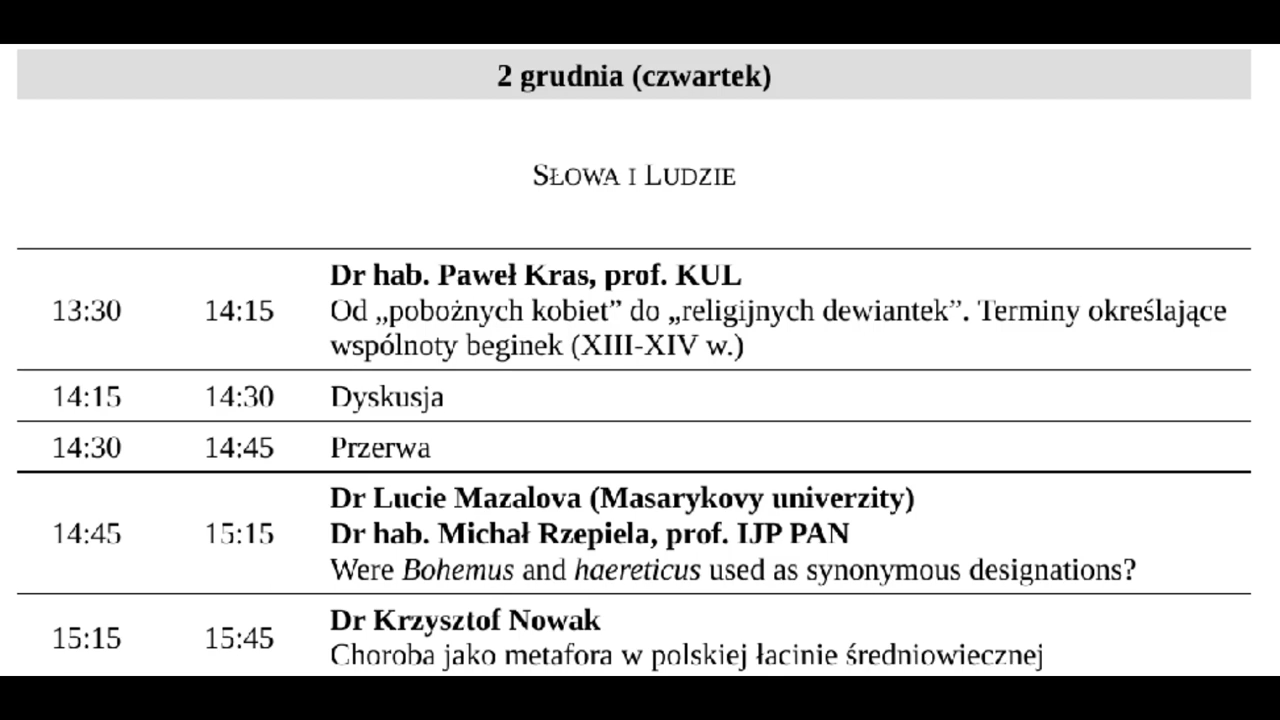 2 grudnia (czwartek)
Słowa i Ludzie
13:30 14:15 Dr hab. Paweł Kras, prof. KUL
Od „pobożnych kobiet” do „religijnych dewiantek”. Terminy określające
wspólnoty beginek (XIII-XIV w.)
14:15 14:30 Dyskusja
14:30 14:45 Przerwa
14:45 15:15 Dr Lucie Mazalova (Masarykovy univerzity)
Dr hab. Michał Rzepiela, prof. IJP PAN
Were Bohemus and haereticus used as synonymous designations?
15:15 15:45 Dr Krzysztof Nowak
Choroba jako metafora w polskiej łacinie średniowiecznej